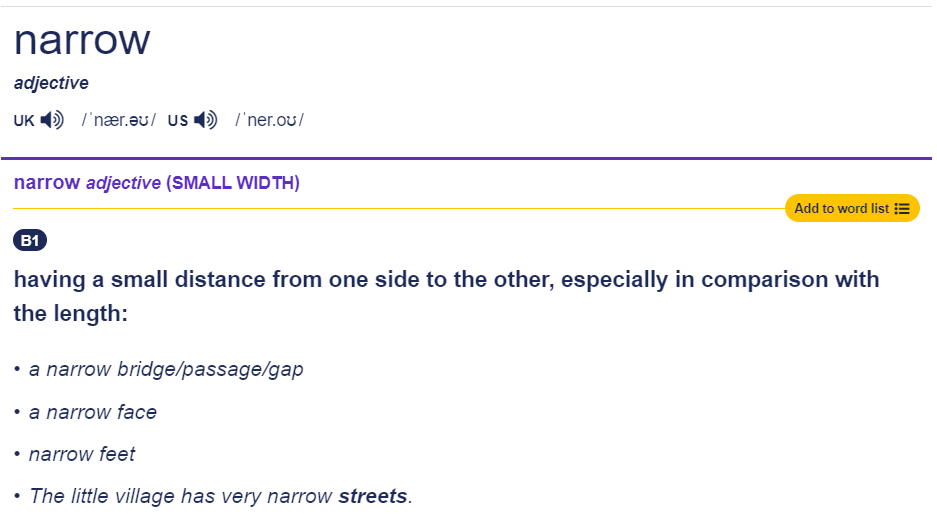 narrow
adjective
UK /ˈnær.əʊ/ US /ˈner.oʊ/
narrow adjective (SMALL WIDTH)
Add to word list
B1
having a small distance from one side to the other, especially in comparison with
the length:
• a narrow bridge/passage/gap
• a narrow face
• narrow feet
• The little village has very narrow streets.